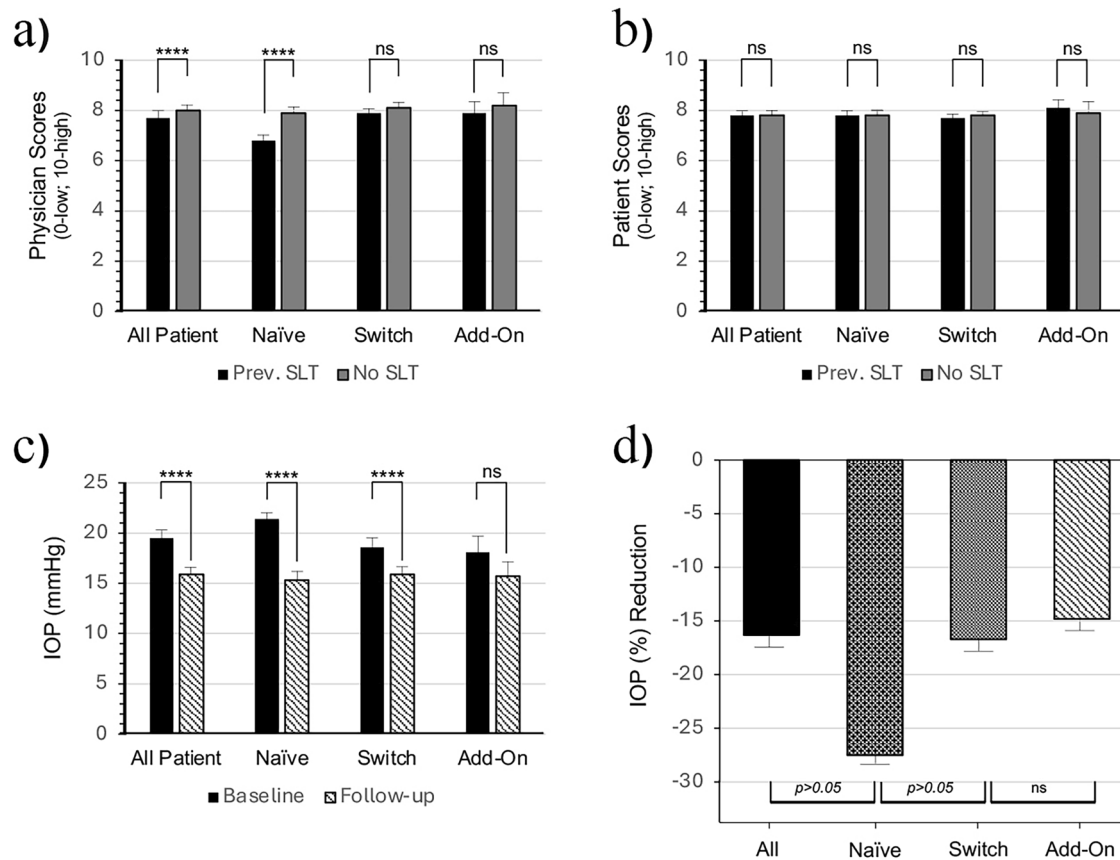 a)
Physician Scores
(0-low; 10-high)
10
8
6
4
2
0
****
****
ns
ns
All Patient
Naïve
Switch
Add-On
Prev. SLT
No SLT
b)
Patient Scores
(0-low; 10-high)
10
8
6
4
2
0
ns
ns
ns
ns
All Patient
Naïve
Switch
Add-On
Prev. SLT
No SLT
c)
IOP (mmHg)
25
20
15
10
5
0
****
****
****
ns
All Patient
Naïve
Switch
Add-On
Baseline
Follow-up
d)
IOP (%) Reduction
0
-5
-10
-15
-20
-25
-30
p>0.05
p>0.05
ns
All
Naïve
Switch
Add-On